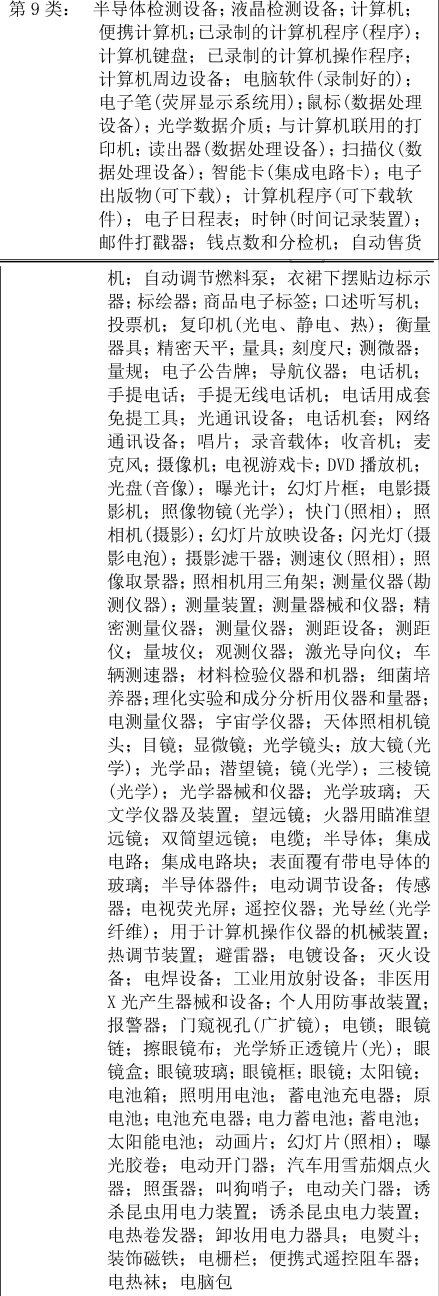 第9类： 半导体检测设备；液晶检测设备；计算机；
便携计算机；已录制的计算机程序(程序)；
计算机键盘；已录制的计算机操作程序；
计算机周边设备；电脑软件(录制好的)；
电子笔(荧屏显示系统用)；鼠标(数据处理
设备)；光学数据介质；与计算机联用的打
印机；读出器(数据处理设备)；扫描仪(数
据处理设备)；智能卡(集成电路卡)；电子
出版物(可下载)；计算机程序(可下载软
件)；电子日程表；时钟(时间记录装置)；
邮件打戳器；钱点数和分检机；自动售货
机；自动调节燃料泵；衣裙下摆贴边标示
器；标绘器；商品电子标签；口述听写机；
投票机；复印机(光电、静电、热)；衡量
器具；精密天平；量具；刻度尺；测微器；
量规；电子公告牌；导航仪器；电话机；
手提电话；手提无线电话机；电话用成套
免提工具；光通讯设备；电话机套；网络
通讯设备；唱片；录音载体；收音机；麦
克风；摄像机；电视游戏卡；DVD播放机；
光盘(音像)；曝光计；幻灯片框；电影摄
影机；照像物镜(光学)；快门(照相)；照
相机(摄影)；幻灯片放映设备；闪光灯(摄
影电泡)；摄影滤干器；测速仪(照相)；照
像取景器；照相机用三角架；测量仪器(勘
测仪器)；测量装置；测量器械和仪器；精
密测量仪器；测量仪器；测距设备；测距
仪；量坡仪；观测仪器；激光导向仪；车
辆测速器；材料检验仪器和机器；细菌培
养器；理化实验和成分分析用仪器和量器；
电测量仪器；宇宙学仪器；天体照相机镜
头；目镜；显微镜；光学镜头；放大镜(光
学)；光学品；潜望镜；镜(光学)；三棱镜
(光学)；光学器械和仪器；光学玻璃；天
文学仪器及装置；望远镜；火器用瞄准望
远镜；双筒望远镜；电缆；半导体；集成
电路；集成电路块；表面覆有带电导体的
玻璃；半导体器件；电动调节设备；传感
器；电视荧光屏；遥控仪器；光导丝(光学
纤维)；用于计算机操作仪器的机械装置；
热调节装置；避雷器；电镀设备；灭火设
备；电焊设备；工业用放射设备；非医用
X光产生器械和设备；个人用防事故装置；
报警器；门窥视孔(广扩镜)；电锁；眼镜
链；擦眼镜布；光学矫正透镜片(光)；眼
镜盒；眼镜玻璃；眼镜框；眼镜；太阳镜；
电池箱；照明用电池；蓄电池充电器；原
电池；电池充电器；电力蓄电池；蓄电池；
太阳能电池；动画片；幻灯片(照相)；曝
光胶卷；电动开门器；汽车用雪茄烟点火
器；照蛋器；叫狗哨子；电动关门器；诱
杀昆虫用电力装置；诱杀昆虫电力装置；
电热卷发器；卸妆用电力器具；电熨斗；
装饰磁铁；电栅栏；便携式遥控阻车器；
电热袜；电脑包